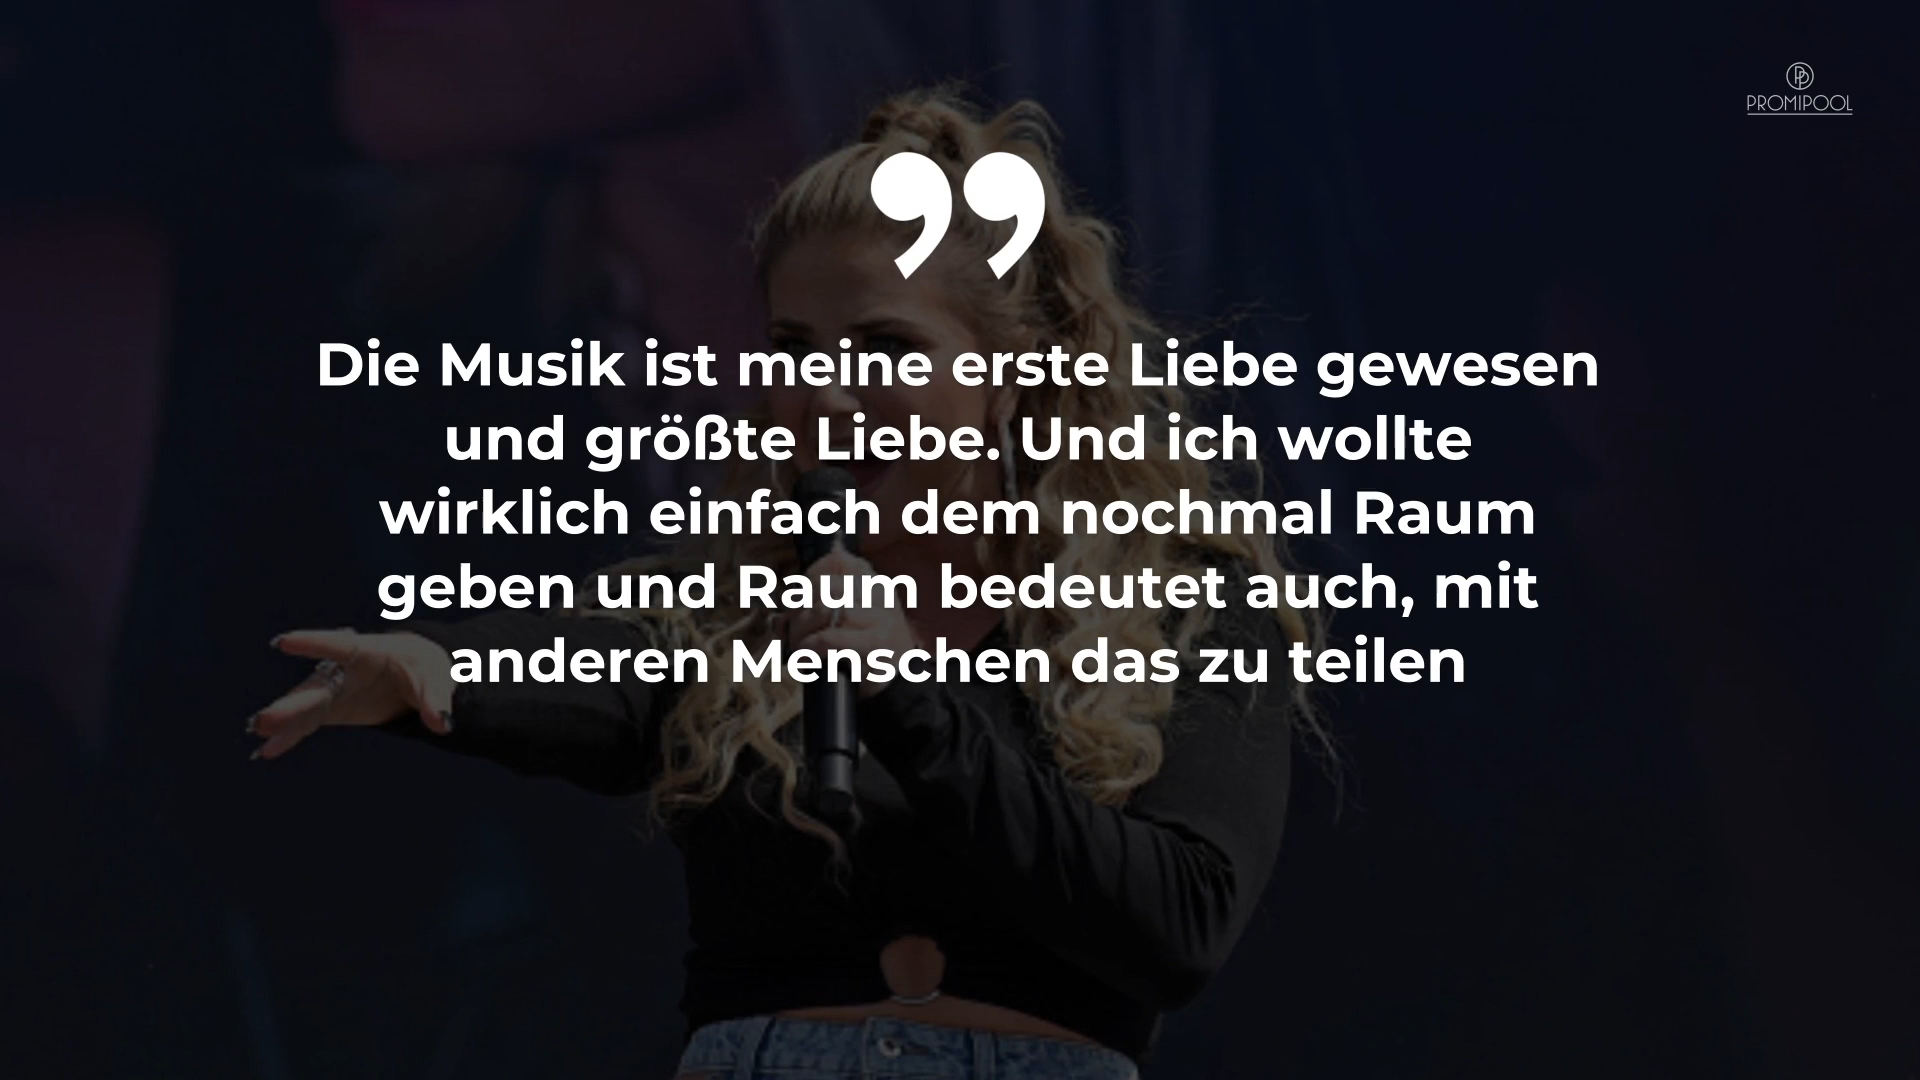 PROMIPOOL
”
Die Musik ist meine erste Liebe gewesen
und größte Liebe. Und ich wollte
wirklich einfach dem nochmal Raum
geben und Raum bedeutet auch, mit
anderen Menschen das zu teilen